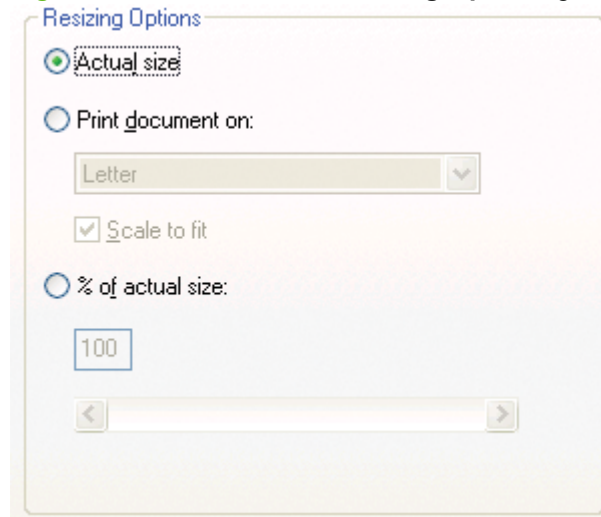 Resizing Options
Actual size
Print document on:
Letter
Scale to fit
% of actual size:
100